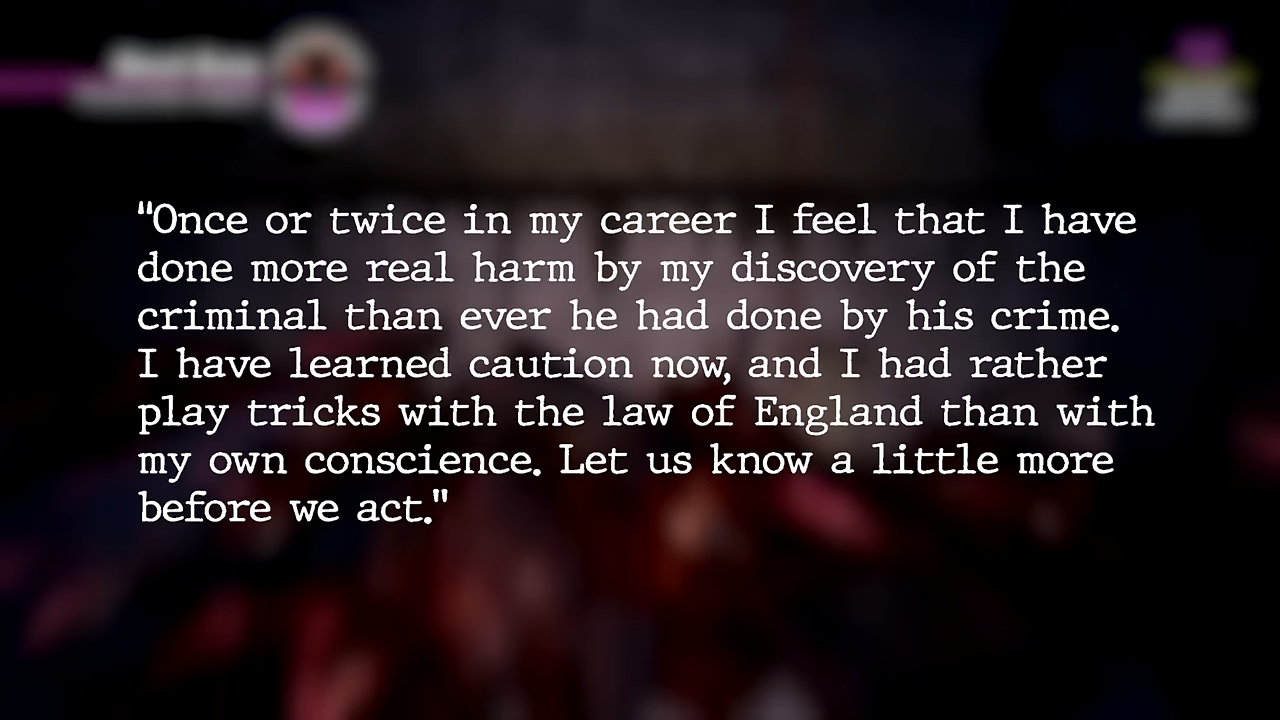 "Once or twice in my career I feel that I have
done more real harm by my discovery of the
criminal than ever he had done by his crime.
I have learned caution now, and I had rather
play tricks with the law of England than with
my own conscience. Let us know a little more
before we act."